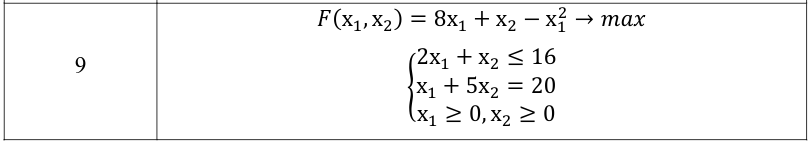 F(x₁,x₂) = 8x₁ + x₂ − x₁² → max
9
2x₁ + x₂ ≤ 16
x₁ + 5x₂ = 20
x₁ ≥ 0, x₂ ≥ 0